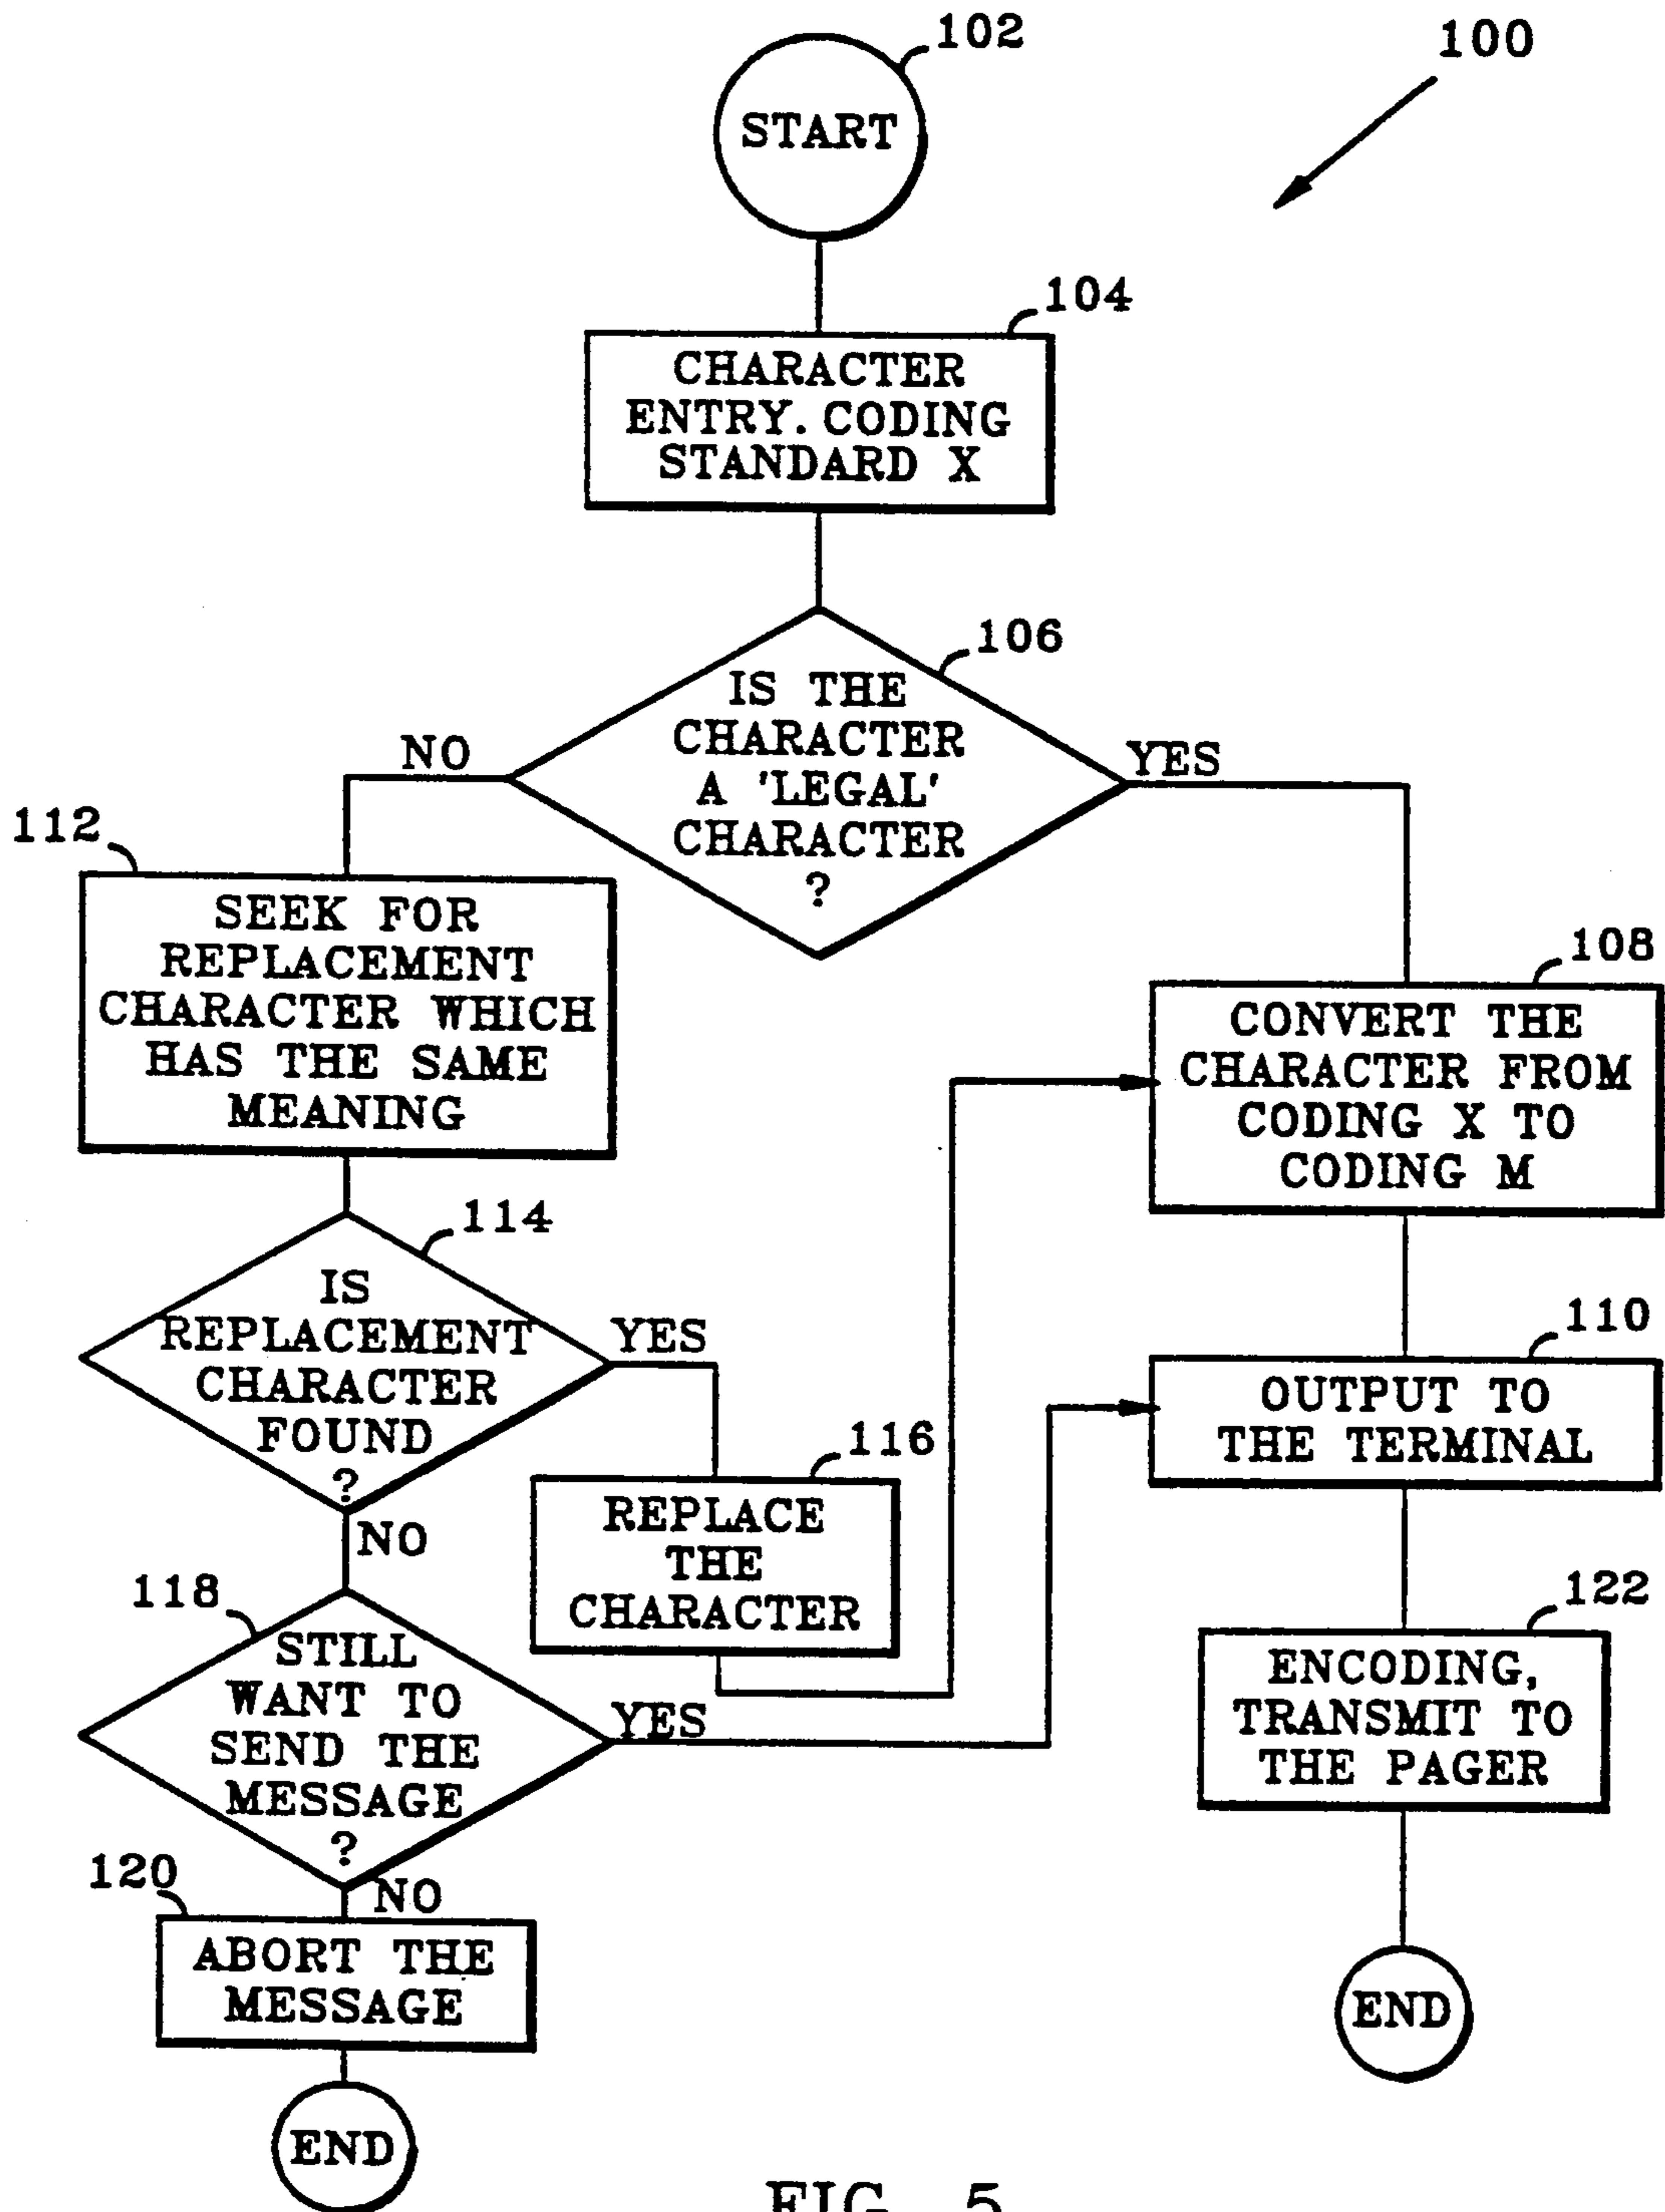 102
100
START
104
CHARACTER
ENTRY. CODING
STANDARD X
106
IS THE
CHARACTER
A 'LEGAL'
CHARACTER
?
NO
YES
112
SEEK FOR
REPLACEMENT
CHARACTER WHICH
HAS THE SAME
MEANING
108
CONVERT THE
CHARACTER FROM
CODING X TO
CODING M
114
IS
REPLACEMENT
CHARACTER
FOUND
?
YES
NO
110
OUTPUT TO
THE TERMINAL
116
REPLACE
THE
CHARACTER
118
STILL
WANT TO
SEND THE
MESSAGE
?
YES
NO
122
ENCODING,
TRANSMIT TO
THE PAGER
120
ABORT THE
MESSAGE
END
END
FIG. 5